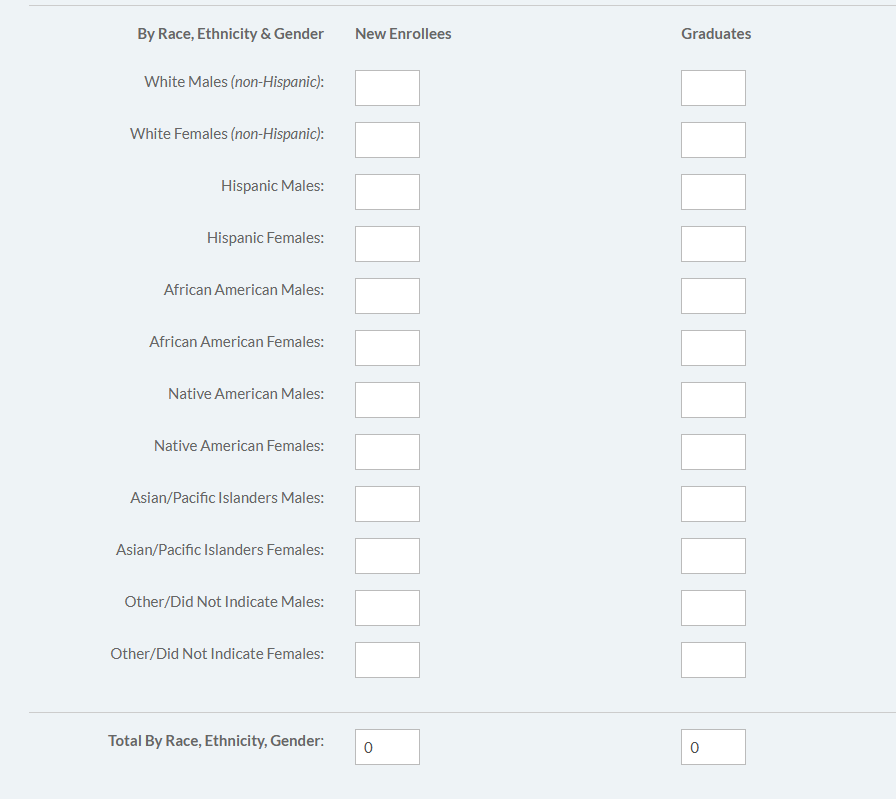 By Race, Ethnicity & Gender New Enrollees Graduates
White Males (non-Hispanic):
White Females (non-Hispanic):
Hispanic Males:
Hispanic Females:
African American Males:
African American Females:
Native American Males:
Native American Females:
Asian/Pacific Islanders Males:
Asian/Pacific Islanders Females:
Other/Did Not Indicate Males:
Other/Did Not Indicate Females:
Total By Race, Ethnicity, Gender: 0 0